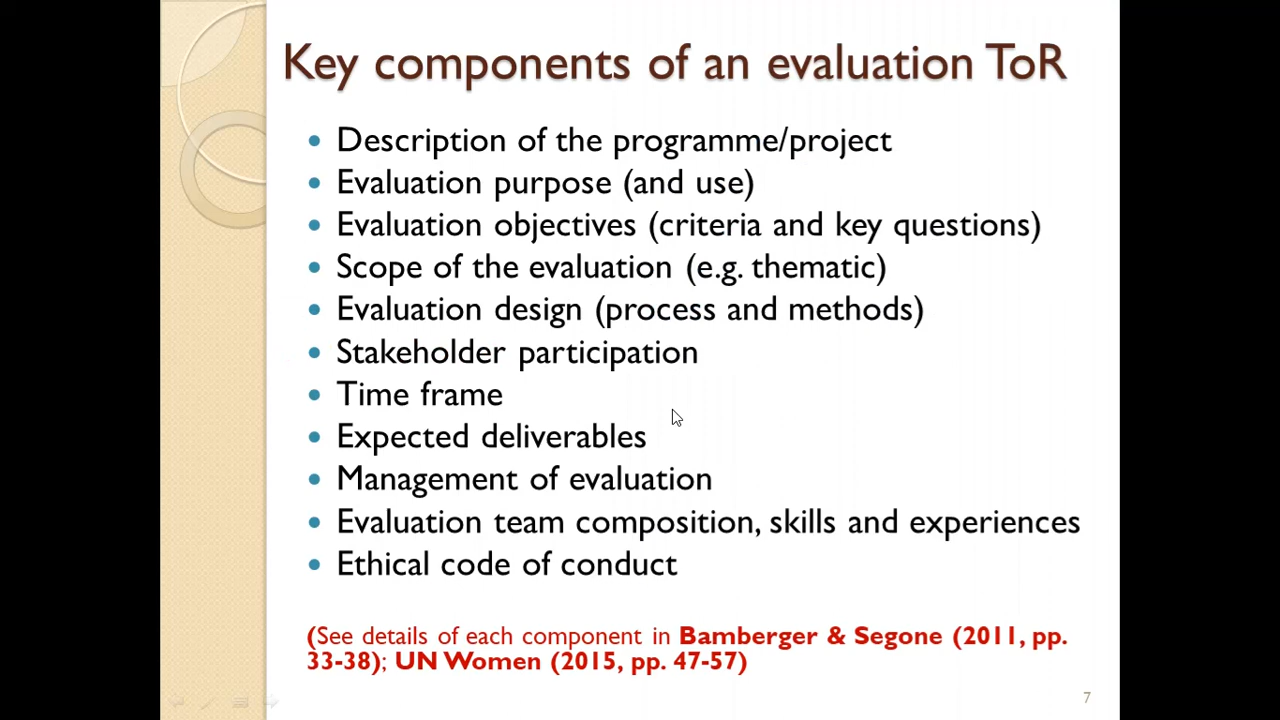 Key components of an evaluation ToR
• Description of the programme/project
• Evaluation purpose (and use)
• Evaluation objectives (criteria and key questions)
• Scope of the evaluation (e.g. thematic)
• Evaluation design (process and methods)
• Stakeholder participation
• Time frame
• Expected deliverables
• Management of evaluation
• Evaluation team composition, skills and experiences
• Ethical code of conduct
(See details of each component in Bamberger & Segone (2011, pp.
33-38); UN Women (2015, pp. 47-57)
7